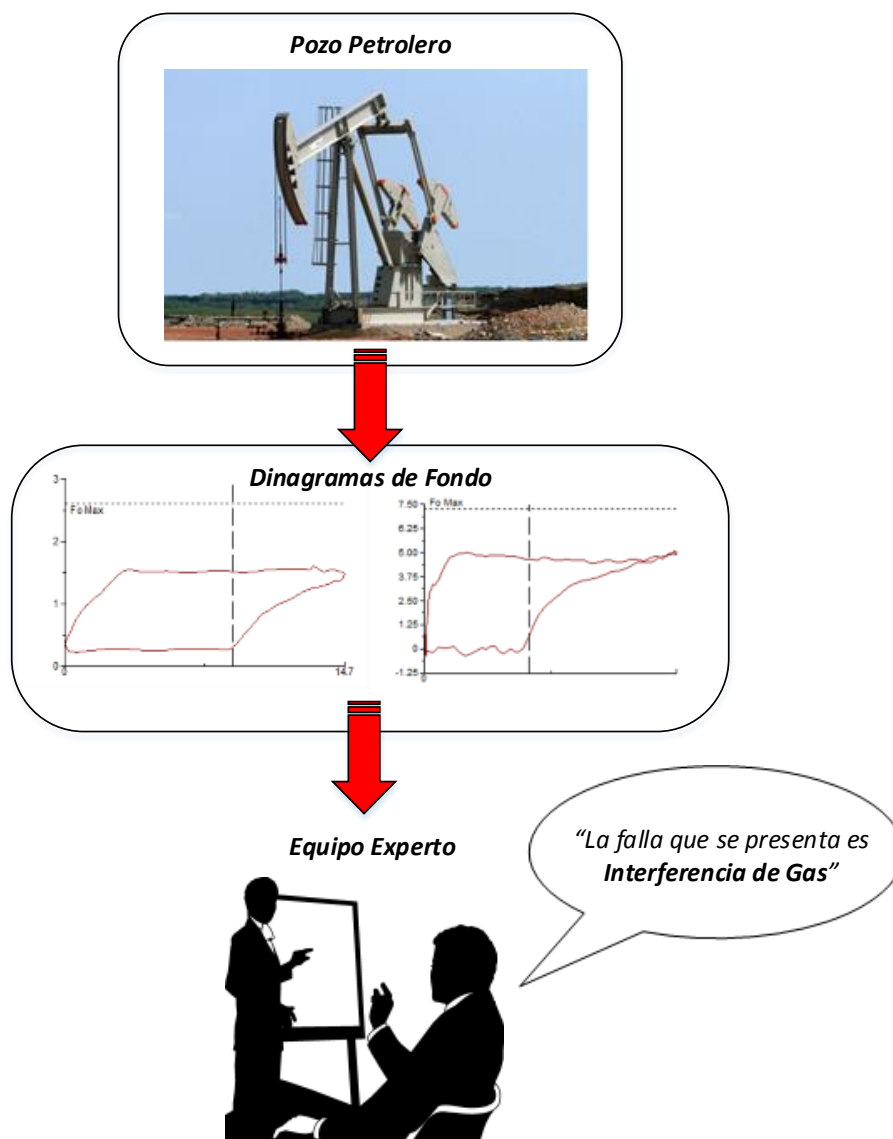 Pozo Petrolero
Dinagramas de Fondo
3
Fo Max
2
1
0
0
14.7
7.50
Fo Max
6.25
5.00
3.75
2.50
1.25
0
-1.25
0
Equipo Experto
“La falla que se presenta es
Interferencia de Gas”